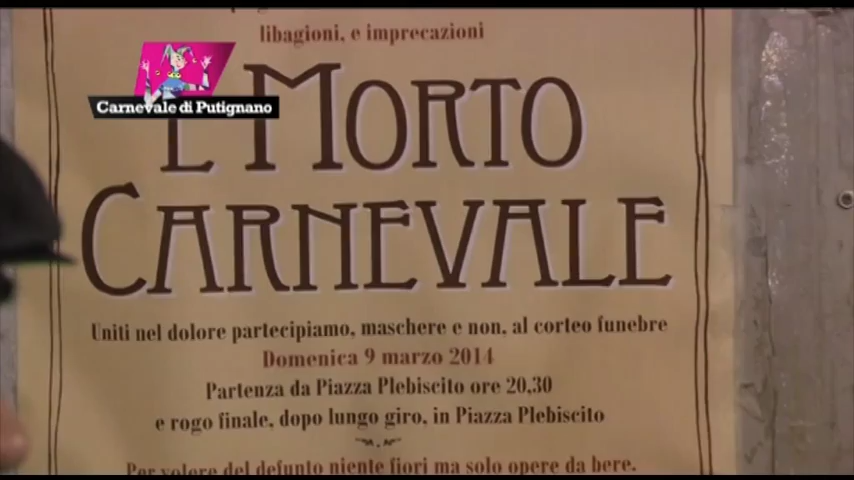 libagioni, e imprecazioni
Carnevale di Putignano
È MORTO
CARNEVALE
Uniti nel dolore partecipiamo, maschere e non, al corteo funebre
Domenica 9 marzo 2014
Partenza da Piazza Plebiscito ore 20,30
e rogo finale, dopo lungo giro, in Piazza Plebiscito
Per volere del defunto niente fiori ma solo opere da bere.